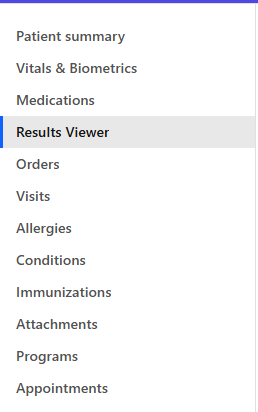 Patient summary
Vitals & Biometrics
Medications
Results Viewer
Orders
Visits
Allergies
Conditions
Immunizations
Attachments
Programs
Appointments